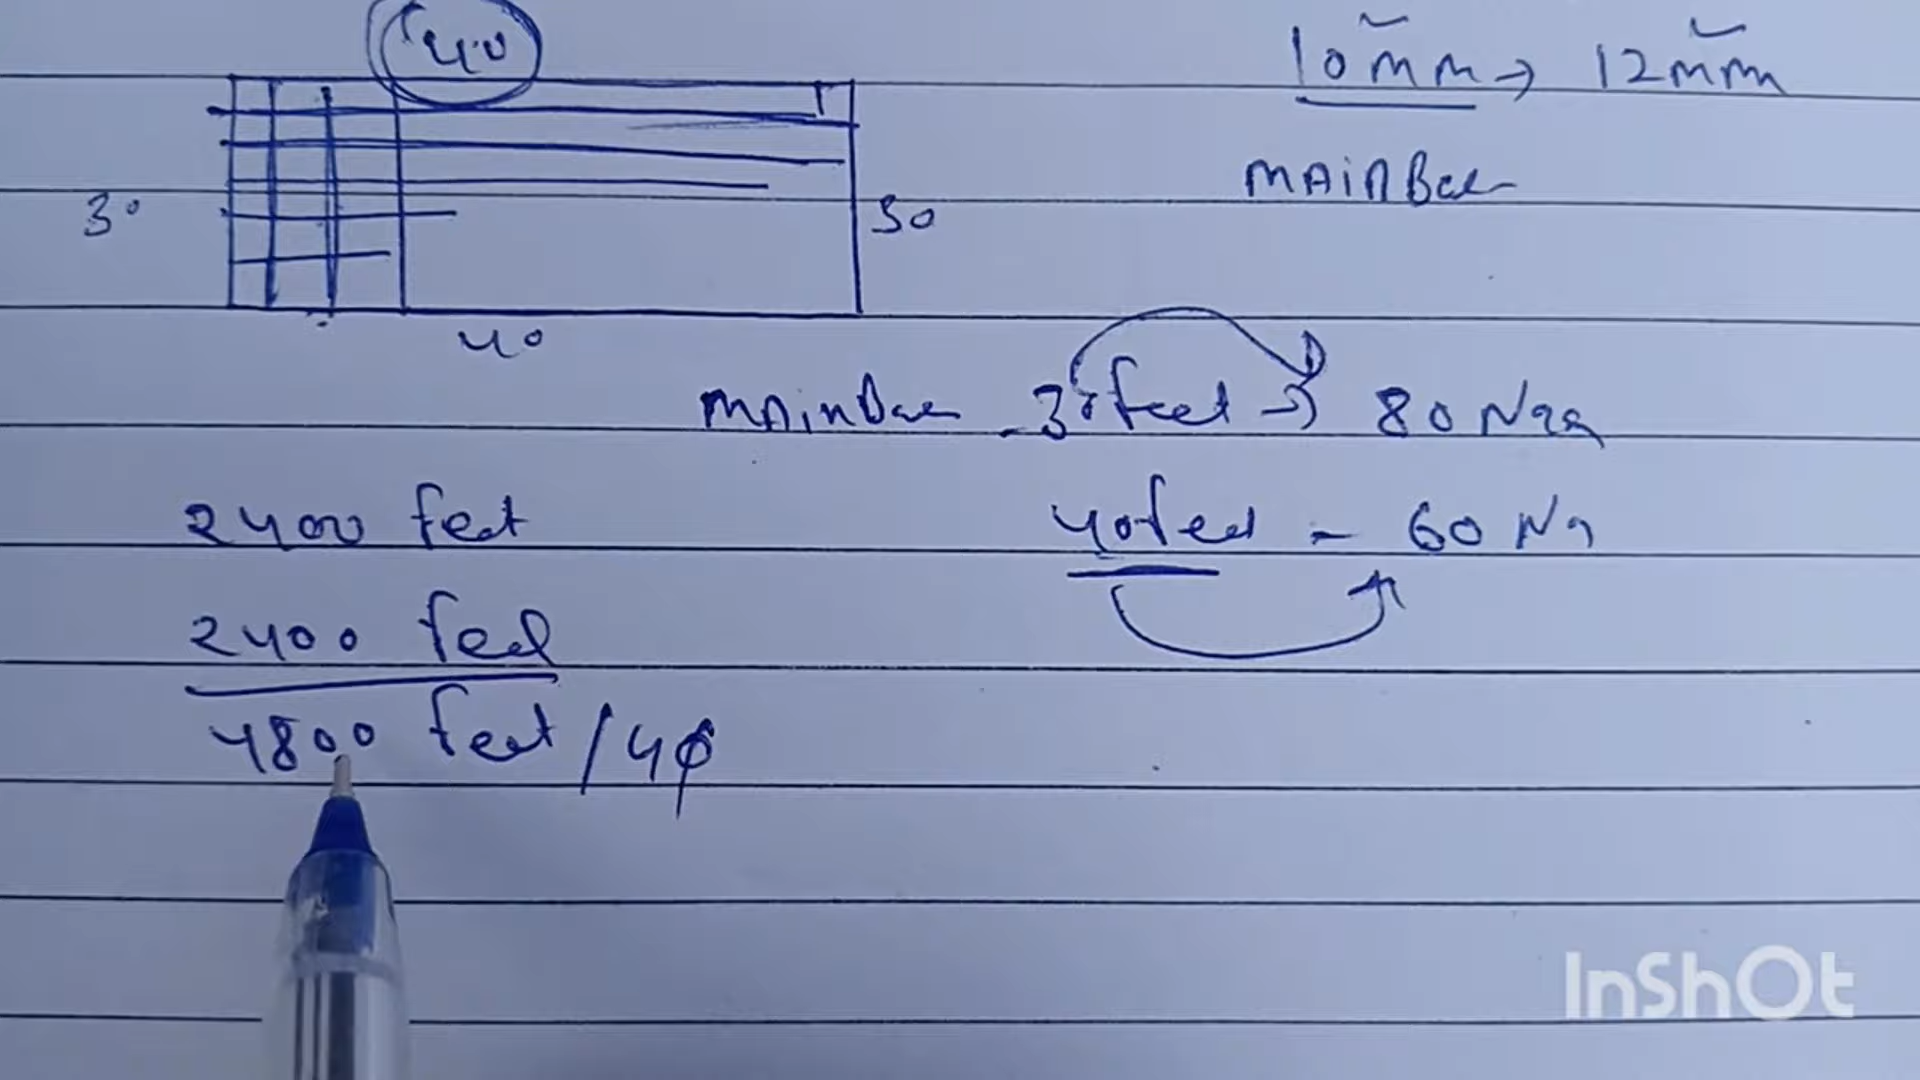 40
10mm → 12mm
MAIN Bar
30
30
40
MAIN Bar 30 feet → 80 Nos
2400 feet
40 feet - 60 No
2400 feet
4800 feet / 40
InShOt